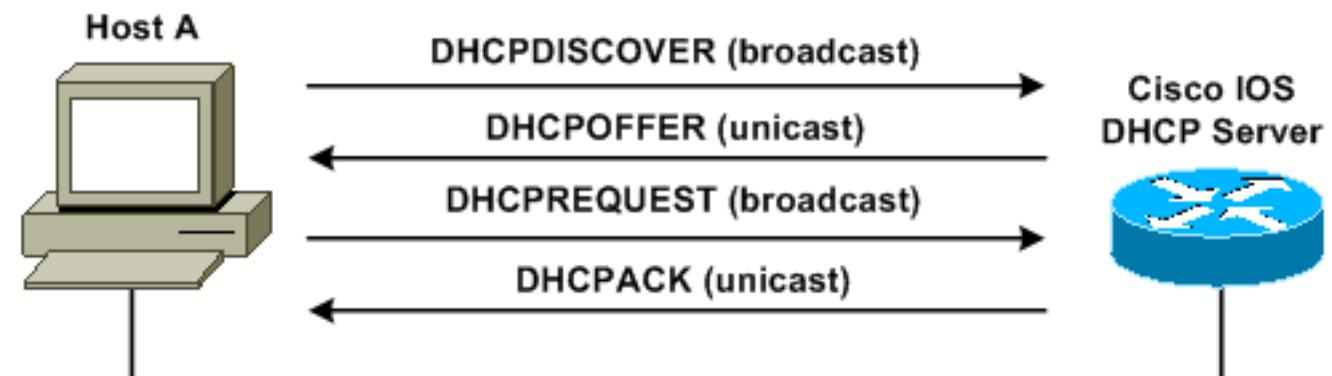 Host A
DHCPDISCOVER (broadcast)
Cisco IOS
DHCP Server
DHCPOFFER (unicast)
DHCPREQUEST (broadcast)
DHCPACK (unicast)